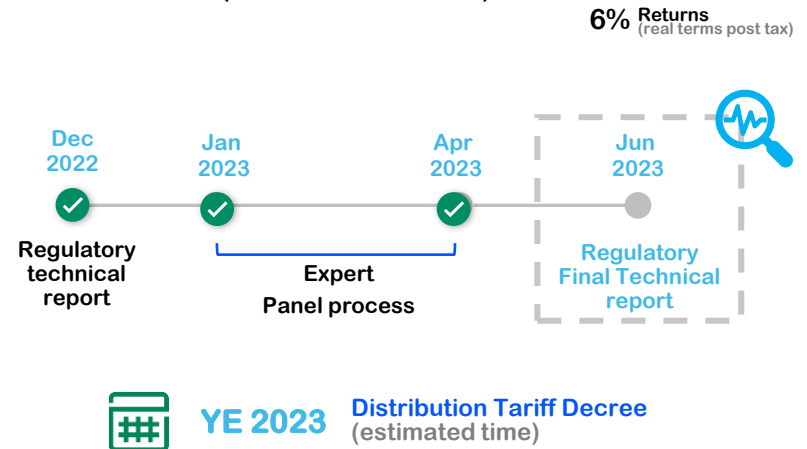 6% Returns
(real terms post tax)
Dec
2022
Jan
2023
Apr
2023
Jun
2023
Regulatory
technical
report
Expert
Panel process
Regulatory
Final Technical
report
YE 2023
Distribution Tariff Decree
(estimated time)